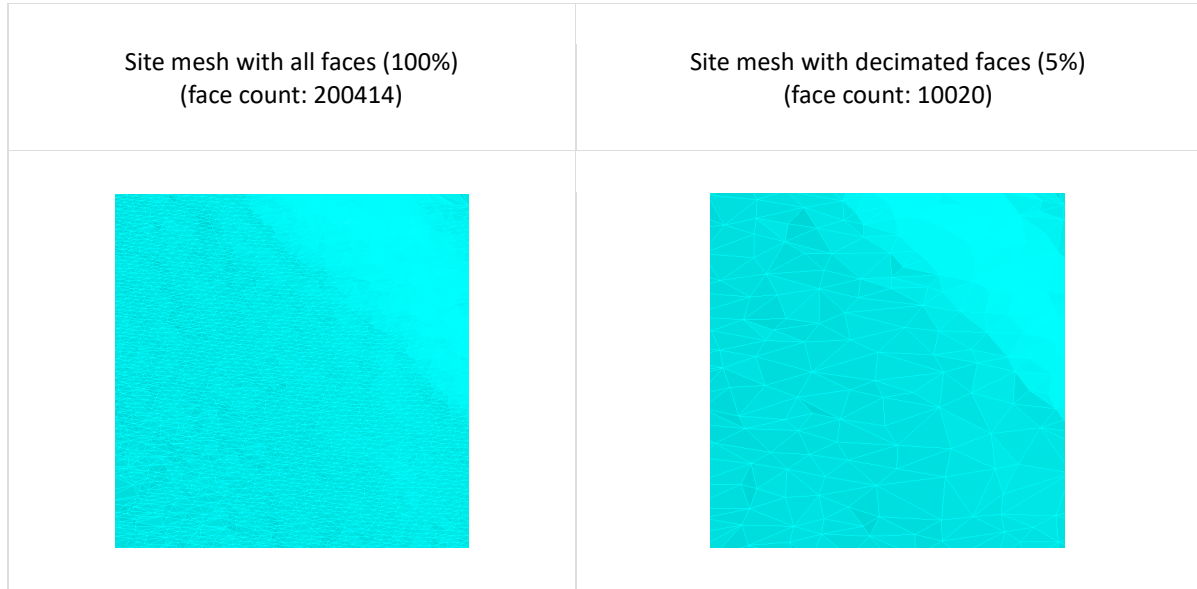 Site mesh with all faces (100%)
(face count: 200414)
Site mesh with decimated faces (5%)
(face count: 10020)